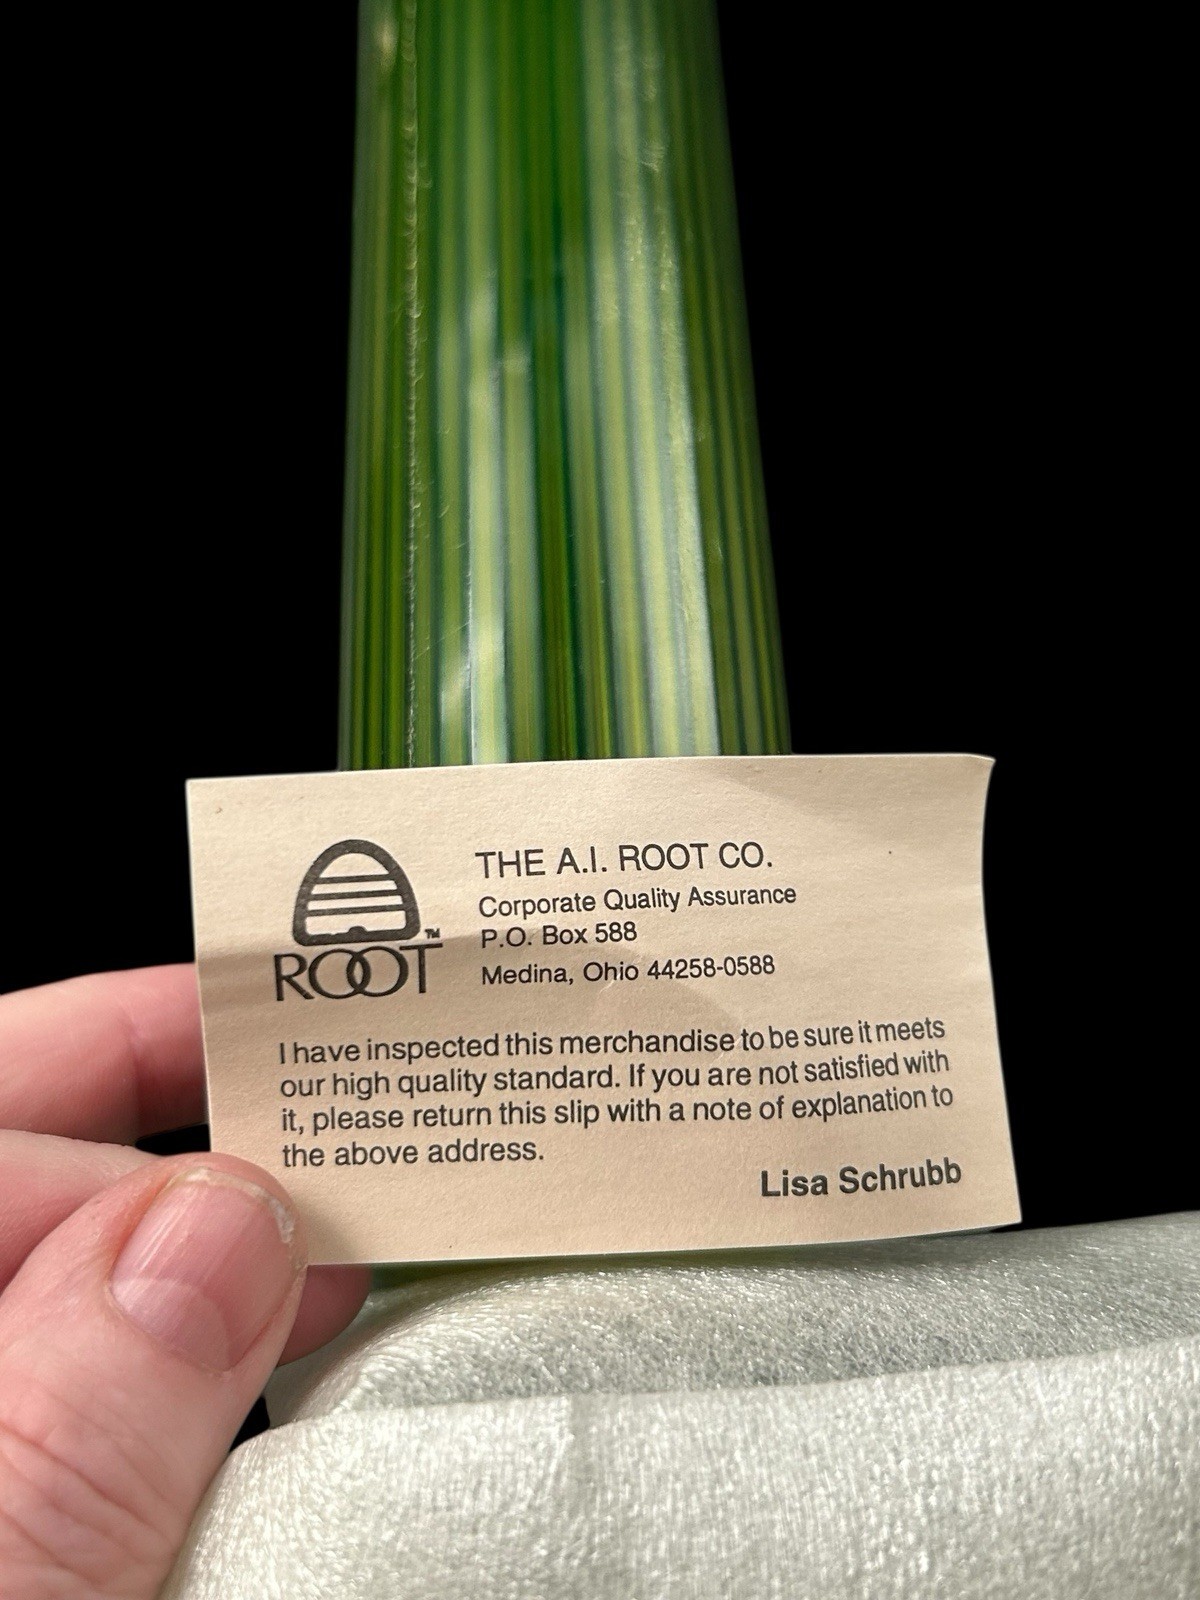 THE A.I. ROOT CO.
Corporate Quality Assurance
P.O. Box 588
Medina, Ohio 44258-0588
ROOT™
I have inspected this merchandise to be sure it meets
our high quality standard. If you are not satisfied with
it, please return this slip with a note of explanation to
the above address.
Lisa Schrubb